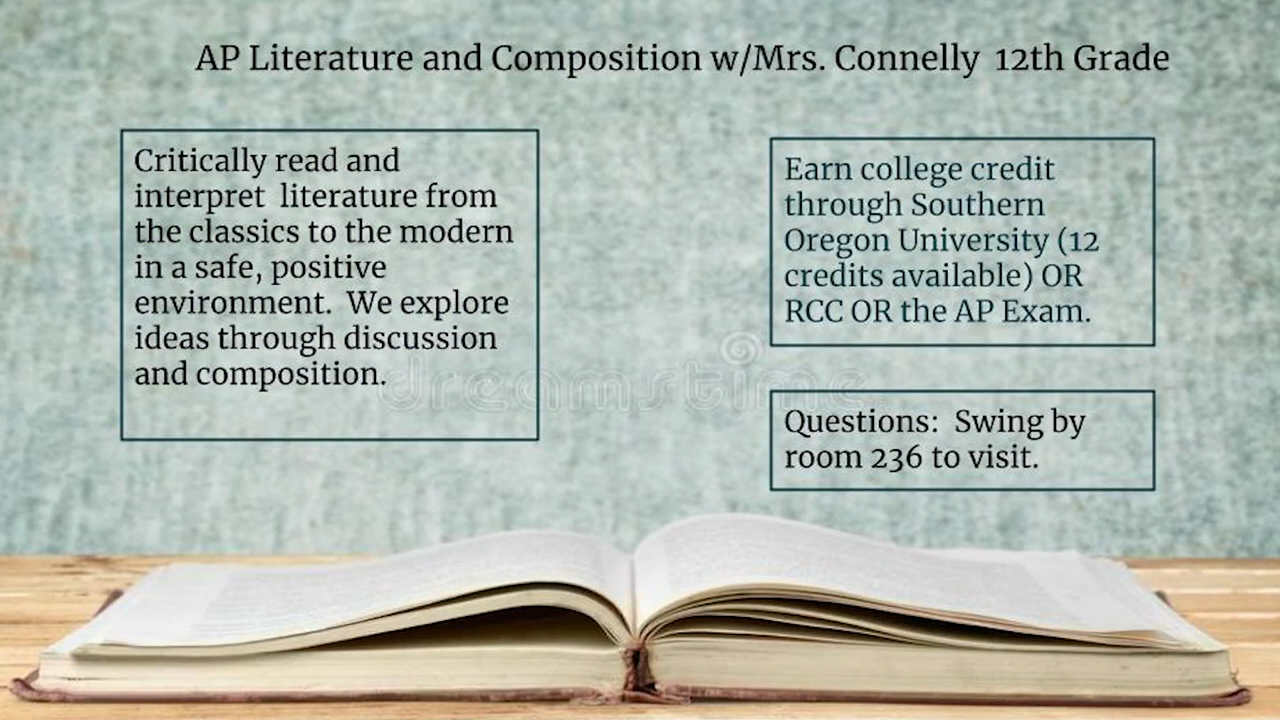 AP Literature and Composition w/Mrs. Connelly  12th Grade
Critically read and
interpret  literature from
the classics to the modern
in a safe, positive
environment.  We explore
ideas through discussion
and composition.
Earn college credit
through Southern
Oregon University (12
credits available) OR
RCC OR the AP Exam.
dreamstime
Questions:  Swing by
room 236 to visit.